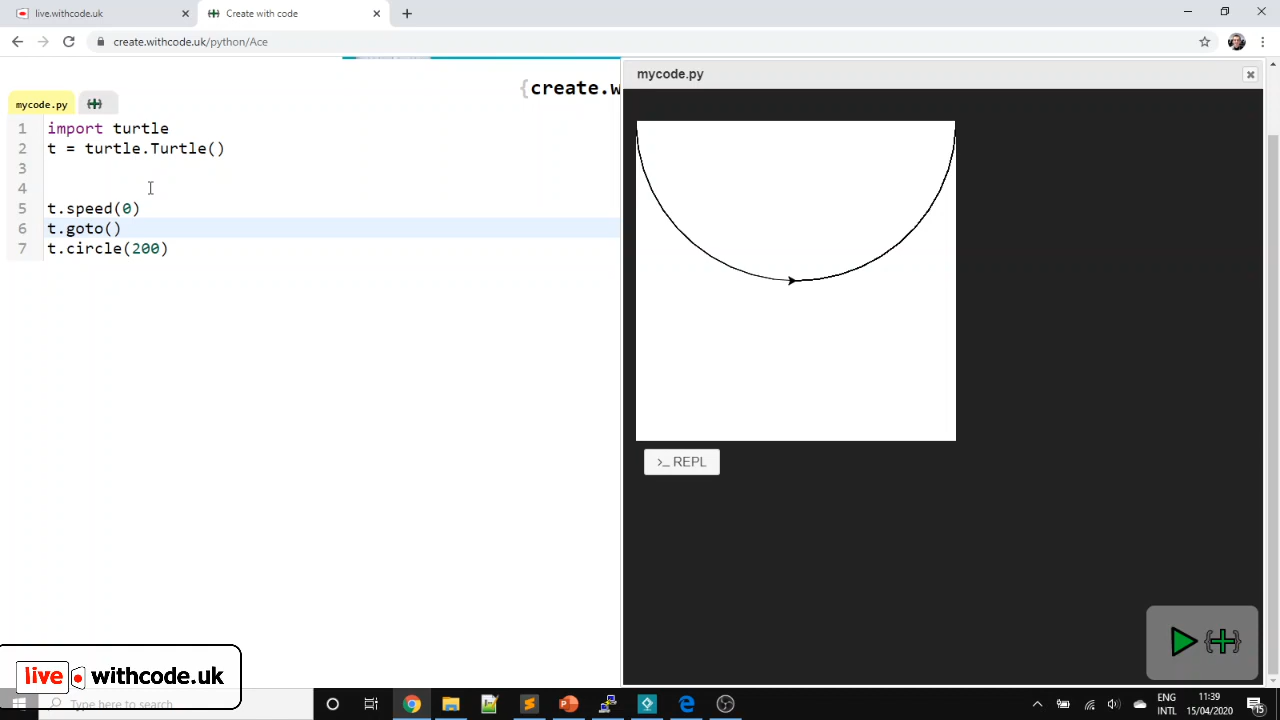 live.withcode.uk
Create with code
create.withcode.uk/python/Ace
{create.w
mycode.py
mycode.py
1 import turtle
2 t = turtle.Turtle()
3
4
5 t.speed(0)
6 t.goto()
7 t.circle(200)
>_ REPL
live withcode.uk
Type here to search
ENG
INTL
11:39
15/04/2020
15